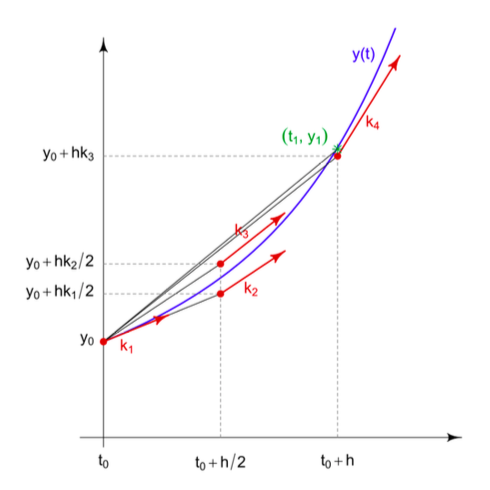 y(t)
(t₁, y₁)
k₄
y₀+hk₃
k₃
y₀+hk₂/2
k₂
y₀+hk₁/2
y₀
k₁
t₀
t₀+h/2
t₀+h